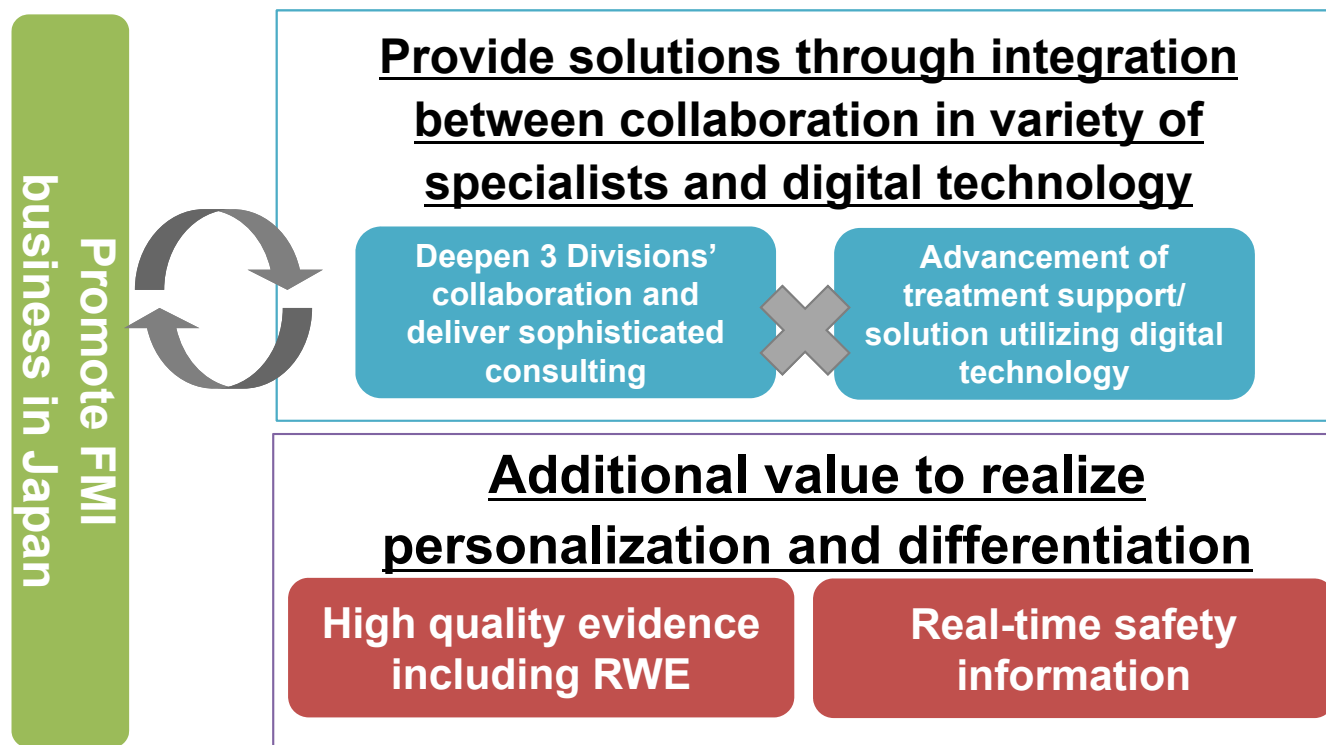 Promote FMI
business in Japan
Provide solutions through integration
between collaboration in variety of
specialists and digital technology
Deepen 3 Divisions’
collaboration and
deliver sophisticated
consulting
Advancement of
treatment support/
solution utilizing digital
technology
Additional value to realize
personalization and differentiation
High quality evidence
including RWE
Real-time safety
information